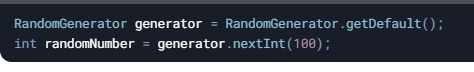 RandomGenerator generator = RandomGenerator.getDefault();
int randomNumber = generator.nextInt(100);